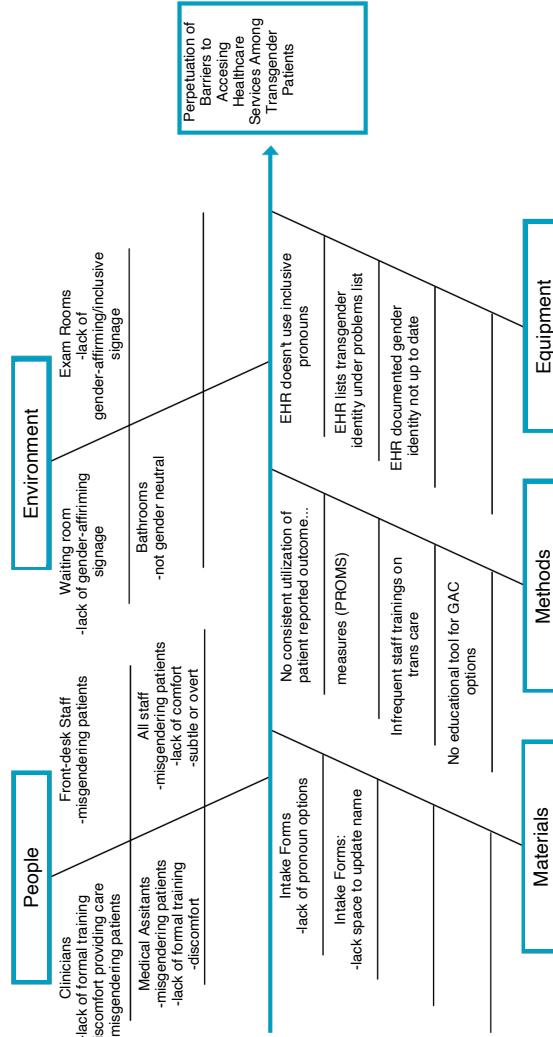 People
Clinicians
-lack of formal training
discomfort providing care
misgendering patients
Front-desk Staff
-misgendering patients
Medical Assitants
-misgendering patients
-lack of formal training
-discomfort
All staff
-misgendering patients
-lack of comfort
-subtle or overt
Environment
Waiting room
-lack of gender-affiriming
signage
Exam Rooms
-lack of
gender-affirming/inclusive
signage
Bathrooms
-not gender neutral
Perpetuation of
Barriers to
Accesing
Healthcare
Services Among
Transgender
Patients
Intake Forms
-lack of pronoun options
Intake Forms:
-lack space to update name
Materials
No consistent utilization of
patient reported outcome...
measures (PROMS)
Infrequent staff trainings on
trans care
No educational tool for GAC
options
Methods
EHR doesn't use inclusive
pronouns
EHR lists transgender
identity under problems list
EHR documented gender
identity not up to date
Equipment